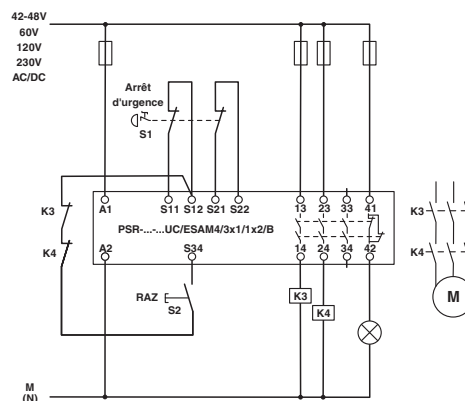 42-48V
60V
120V
230V
AC/DC
Arrêt
d'urgence
S1
A1
S11
S12
S21
S22
13
23
33
41
K3
K4
PSR-...-...UC/ESAM4/3x1/1x2/B
A2
S34
14
24
34
42
RAZ
S2
K3
K4
K3
K4
M
M
(N)